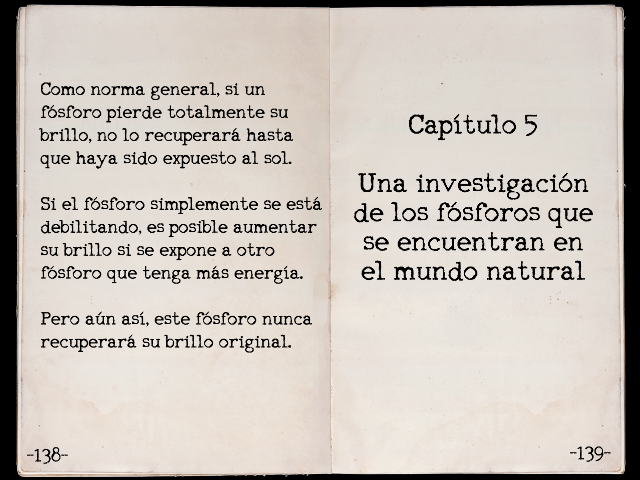 Como norma general, si un
fósforo pierde totalmente su
brillo, no lo recuperará hasta
que haya sido expuesto al sol.
Si el fósforo simplemente se está
debilitando, es posible aumentar
su brillo si se expone a otro
fósforo que tenga más energía.
Pero aún así, este fósforo nunca
recuperará su brillo original.
-138-
Capítulo 5
Una investigación
de los fósforos que
se encuentran en
el mundo natural
-139-